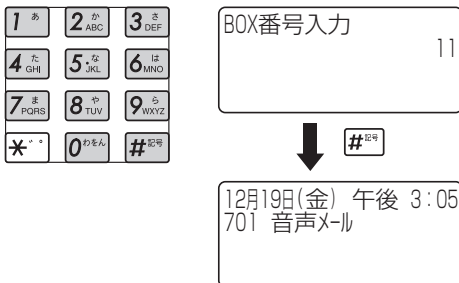 1 あ 2 か ABC 3 さ DEF
4 た GHI 5 な JKL 6 は MNO
7 ま PQRS 8 や TUV 9 ら WXYZ
＊ ゛゜ 0 わをん # 記号
BOX番号入力
11
# 記号
12月19日(金) 午後 3:05
701 音声メール